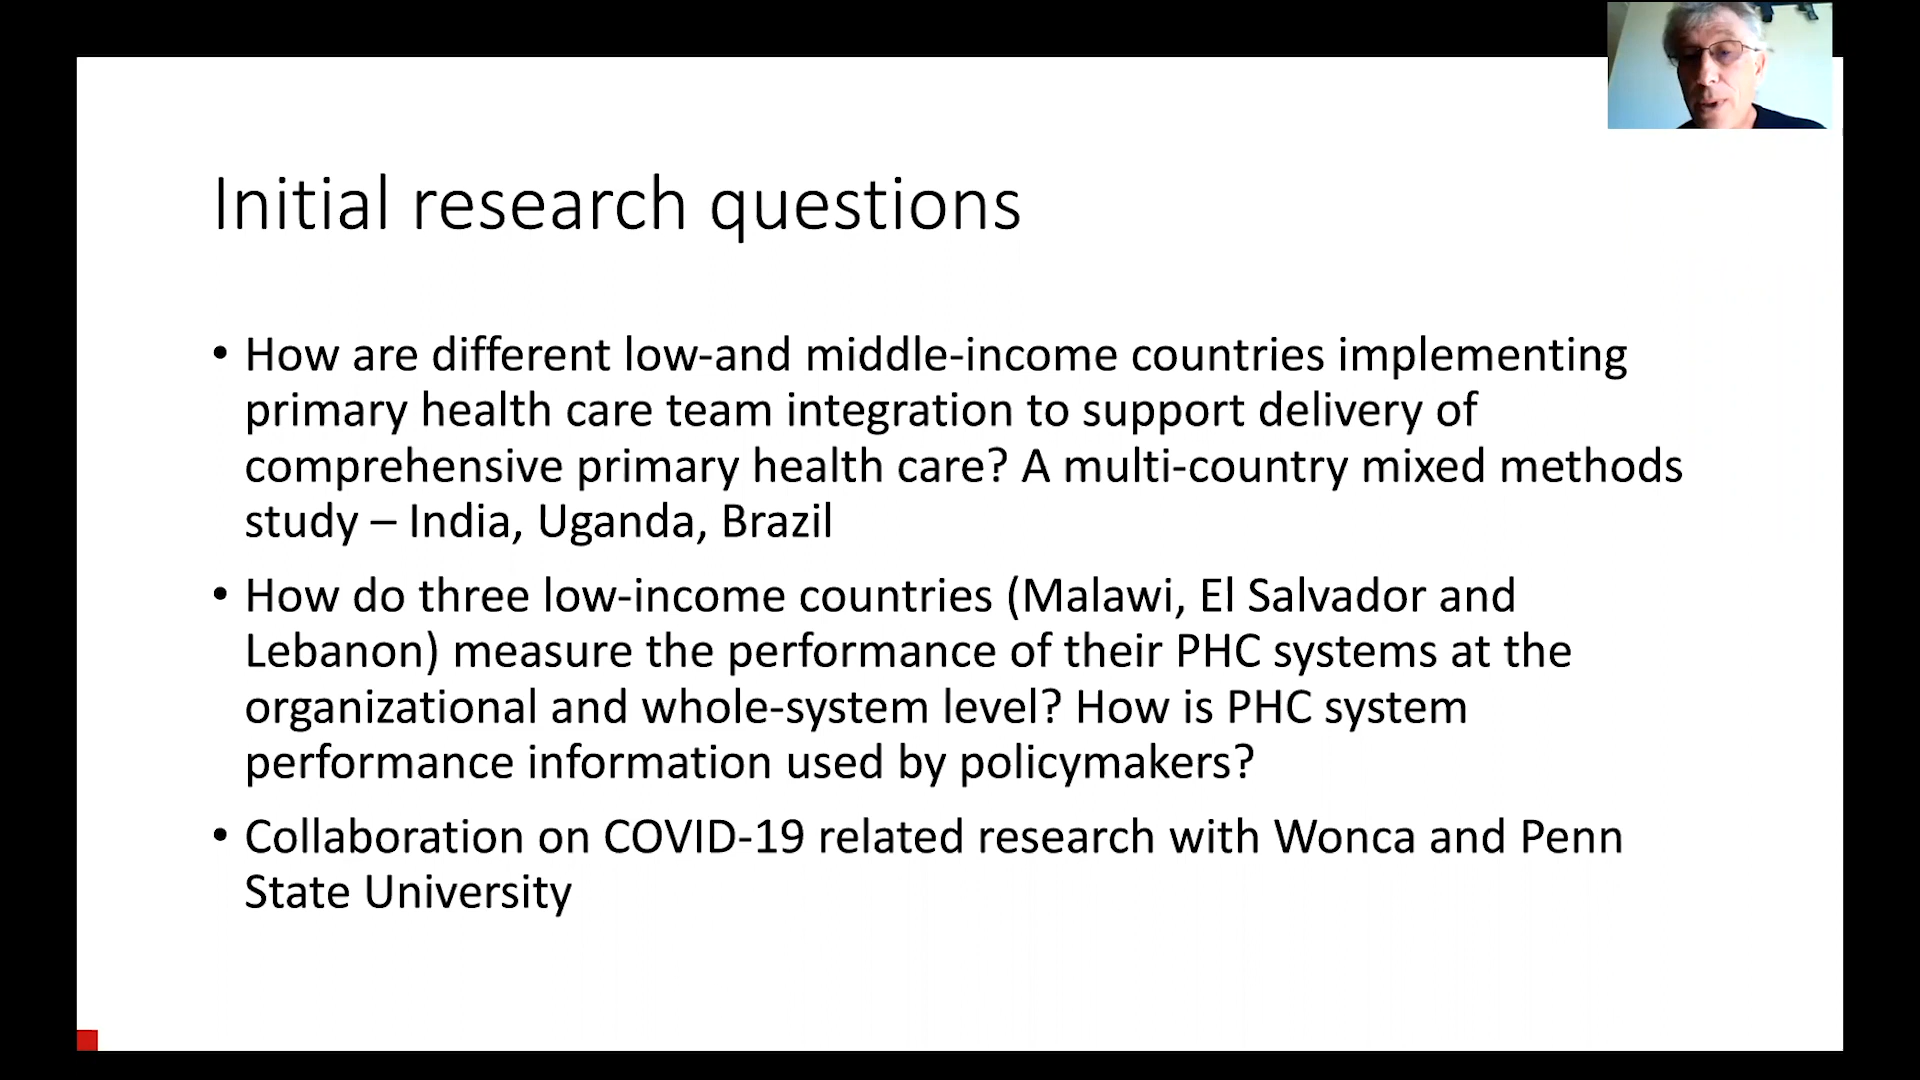 Initial research questions
• How are different low-and middle-income countries implementing
primary health care team integration to support delivery of
comprehensive primary health care? A multi-country mixed methods
study – India, Uganda, Brazil
• How do three low-income countries (Malawi, El Salvador and
Lebanon) measure the performance of their PHC systems at the
organizational and whole-system level? How is PHC system
performance information used by policymakers?
• Collaboration on COVID-19 related research with Wonca and Penn
State University